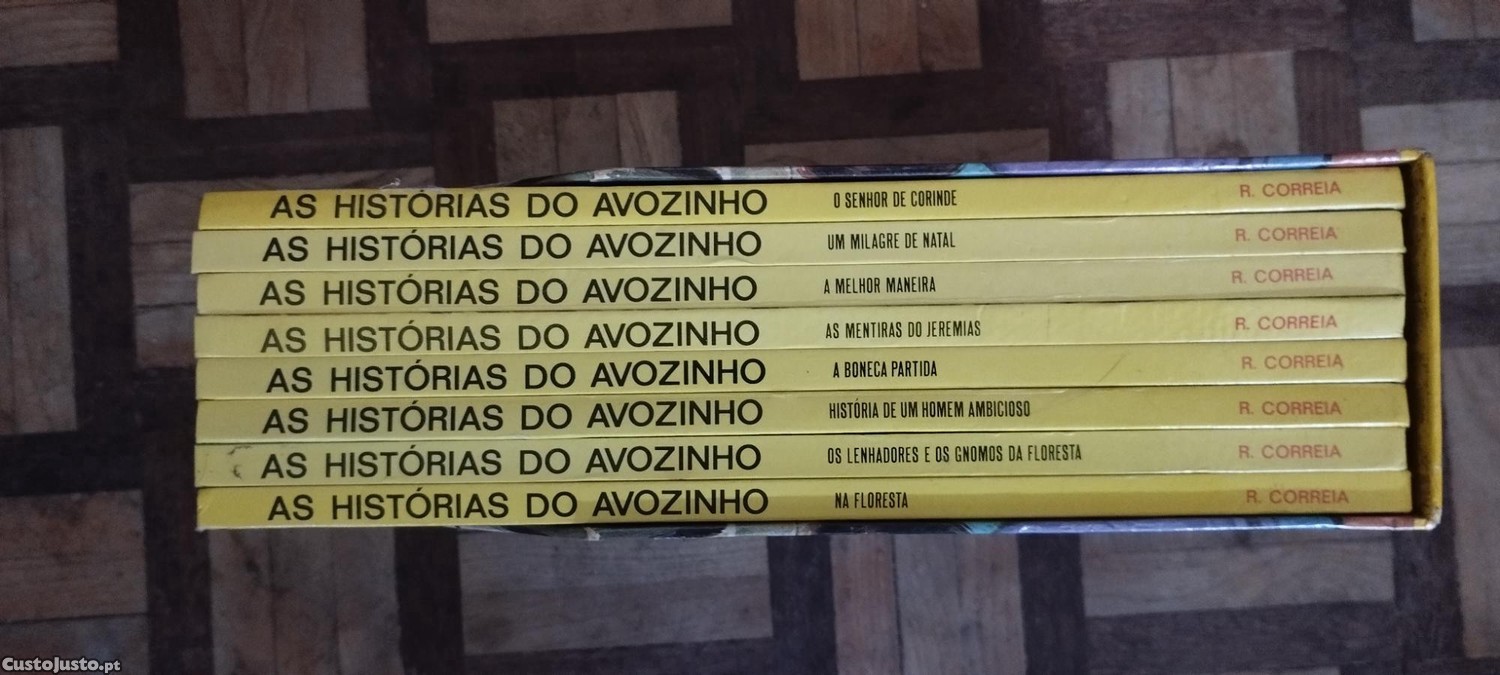 AS HISTÓRIAS DO AVOZINHO O SENHOR DE CORINDE R. CORREIA
AS HISTÓRIAS DO AVOZINHO UM MILAGRE DE NATAL R. CORREIA
AS HISTÓRIAS DO AVOZINHO A MELHOR MANEIRA R. CORREIA
AS HISTÓRIAS DO AVOZINHO AS MENTIRAS DO JEREMIAS R. CORREIA
AS HISTÓRIAS DO AVOZINHO A BONECA PARTIDA R. CORREIA
AS HISTÓRIAS DO AVOZINHO HISTÓRIA DE UM HOMEM AMBICIOSO R. CORREIA
AS HISTÓRIAS DO AVOZINHO OS LENHADORES E OS GNOMOS DA FLORESTA R. CORREIA
AS HISTÓRIAS DO AVOZINHO NA FLORESTA R. CORREIA
CustoJusto.pt